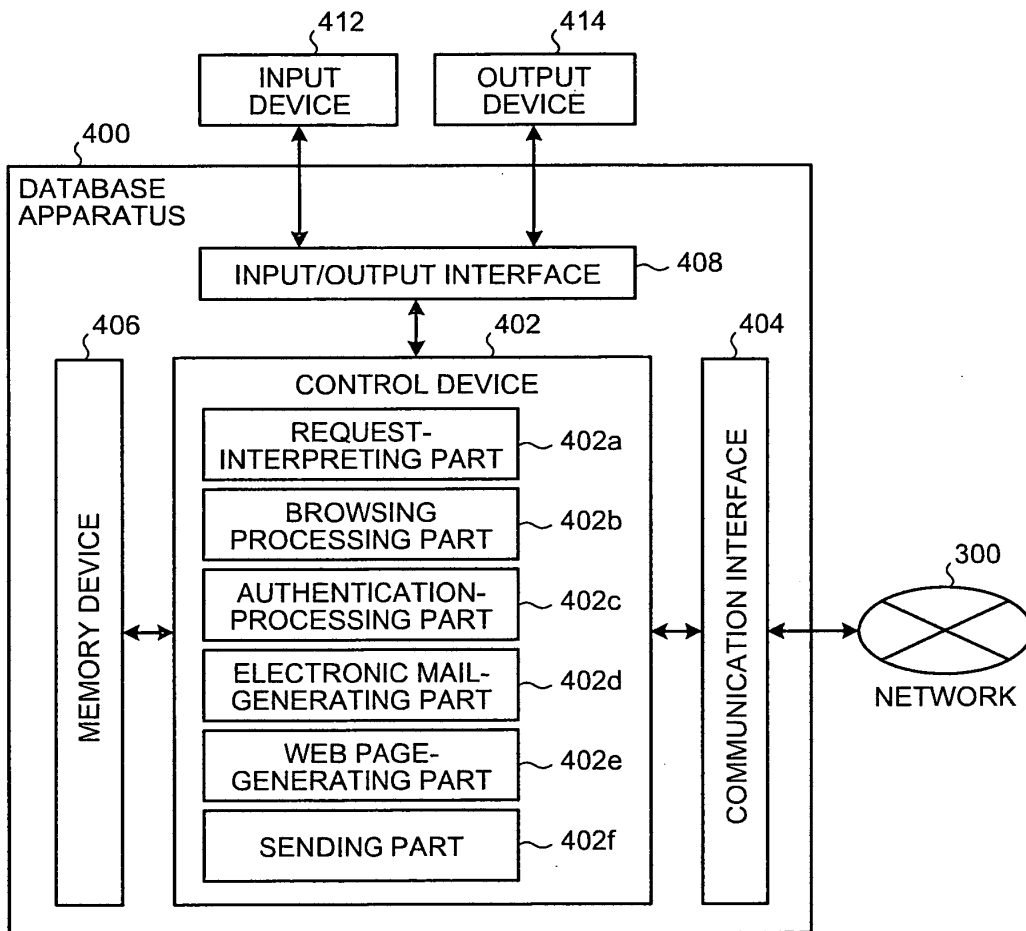 412
INPUT
DEVICE
414
OUTPUT
DEVICE
400
DATABASE
APPARATUS
INPUT/OUTPUT INTERFACE
408
406
MEMORY DEVICE
402
CONTROL DEVICE
REQUEST-
INTERPRETING PART
402a
BROWSING
PROCESSING PART
402b
AUTHENTICATION-
PROCESSING PART
402c
ELECTRONIC MAIL-
GENERATING PART
402d
WEB PAGE-
GENERATING PART
402e
SENDING PART
402f
404
COMMUNICATION INTERFACE
300
NETWORK